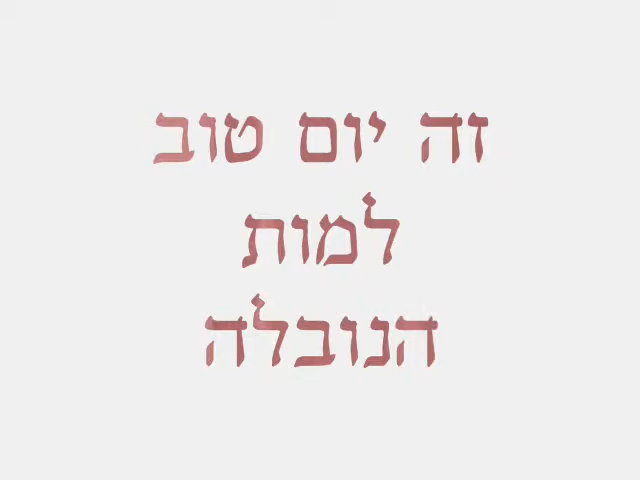 זה יום טוב
למות
הנובלה